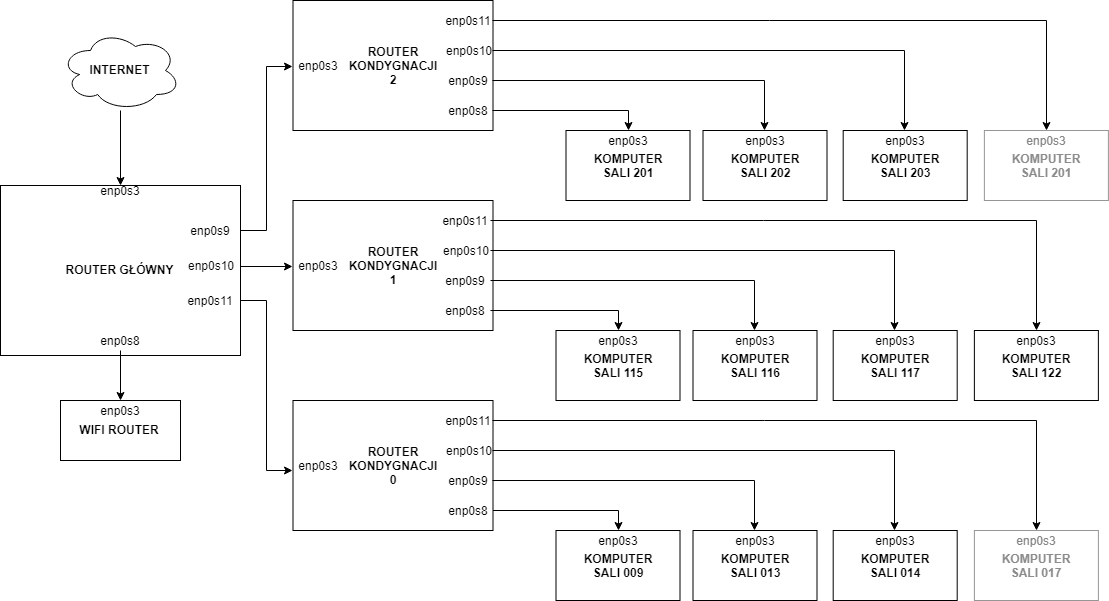 INTERNET
enp0s3
enp0s9
enp0s10
ROUTER GŁÓWNY
enp0s11
enp0s8
enp0s3
WIFI ROUTER
enp0s11
enp0s10
enp0s3
ROUTER
KONDYGNACJI
2
enp0s9
enp0s8
enp0s3
KOMPUTER
SALI 201
enp0s3
KOMPUTER
SALI 202
enp0s3
KOMPUTER
SALI 203
enp0s3
KOMPUTER
SALI 201
enp0s11
enp0s10
enp0s3
ROUTER
KONDYGNACJI
1
enp0s9
enp0s8
enp0s3
KOMPUTER
SALI 115
enp0s3
KOMPUTER
SALI 116
enp0s3
KOMPUTER
SALI 117
enp0s3
KOMPUTER
SALI 122
enp0s11
enp0s10
enp0s3
ROUTER
KONDYGNACJI
0
enp0s9
enp0s8
enp0s3
KOMPUTER
SALI 009
enp0s3
KOMPUTER
SALI 013
enp0s3
KOMPUTER
SALI 014
enp0s3
KOMPUTER
SALI 017